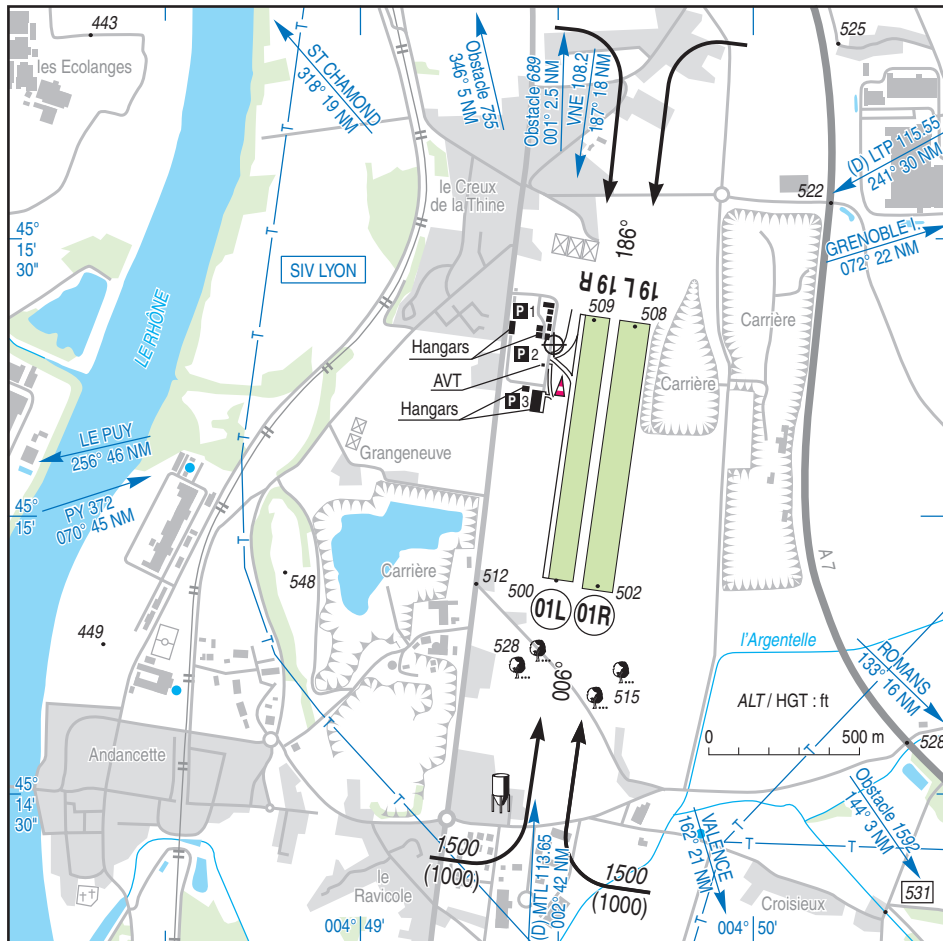 443
les Ecolanges
ST CHAMOND
318° 19 NM
Obstacle 755
346° 5 NM
Obstacle 689
001° 2.5 NM
VNE 108.2
187° 18 NM
525
(D) LTP 115.55
241° 30 NM
522
GRENOBLE I.
072° 22 NM
le Creux
de la Thine
45°
15'
30"
SIV LYON
LE RHÔNE
186°
19 L 19 R
509
508
P 1
Hangars
P 2
AVT
P 3
Hangars
Carrière
Carrière
LE PUY
256° 46 NM
Grangeneuve
45°
15'
PY 372
070° 45 NM
Carrière
548
512
500
502
01L
01R
A 7
449
528
515
006°
l'Argentelle
ROMANS
133° 16 NM
ALT / HGT : ft
0
500 m
528
Andancette
45°
14'
30"
1500
(1000)
1500
(1000)
(D) MTL 113.65
002° 42 NM
VALENCE
162° 21 NM
Obstacle 1592
144° 3 NM
531
le
Ravicole
Croisieux
004° 49'
004° 50'
T
T
T
T
T
T
T
T
T
T
T